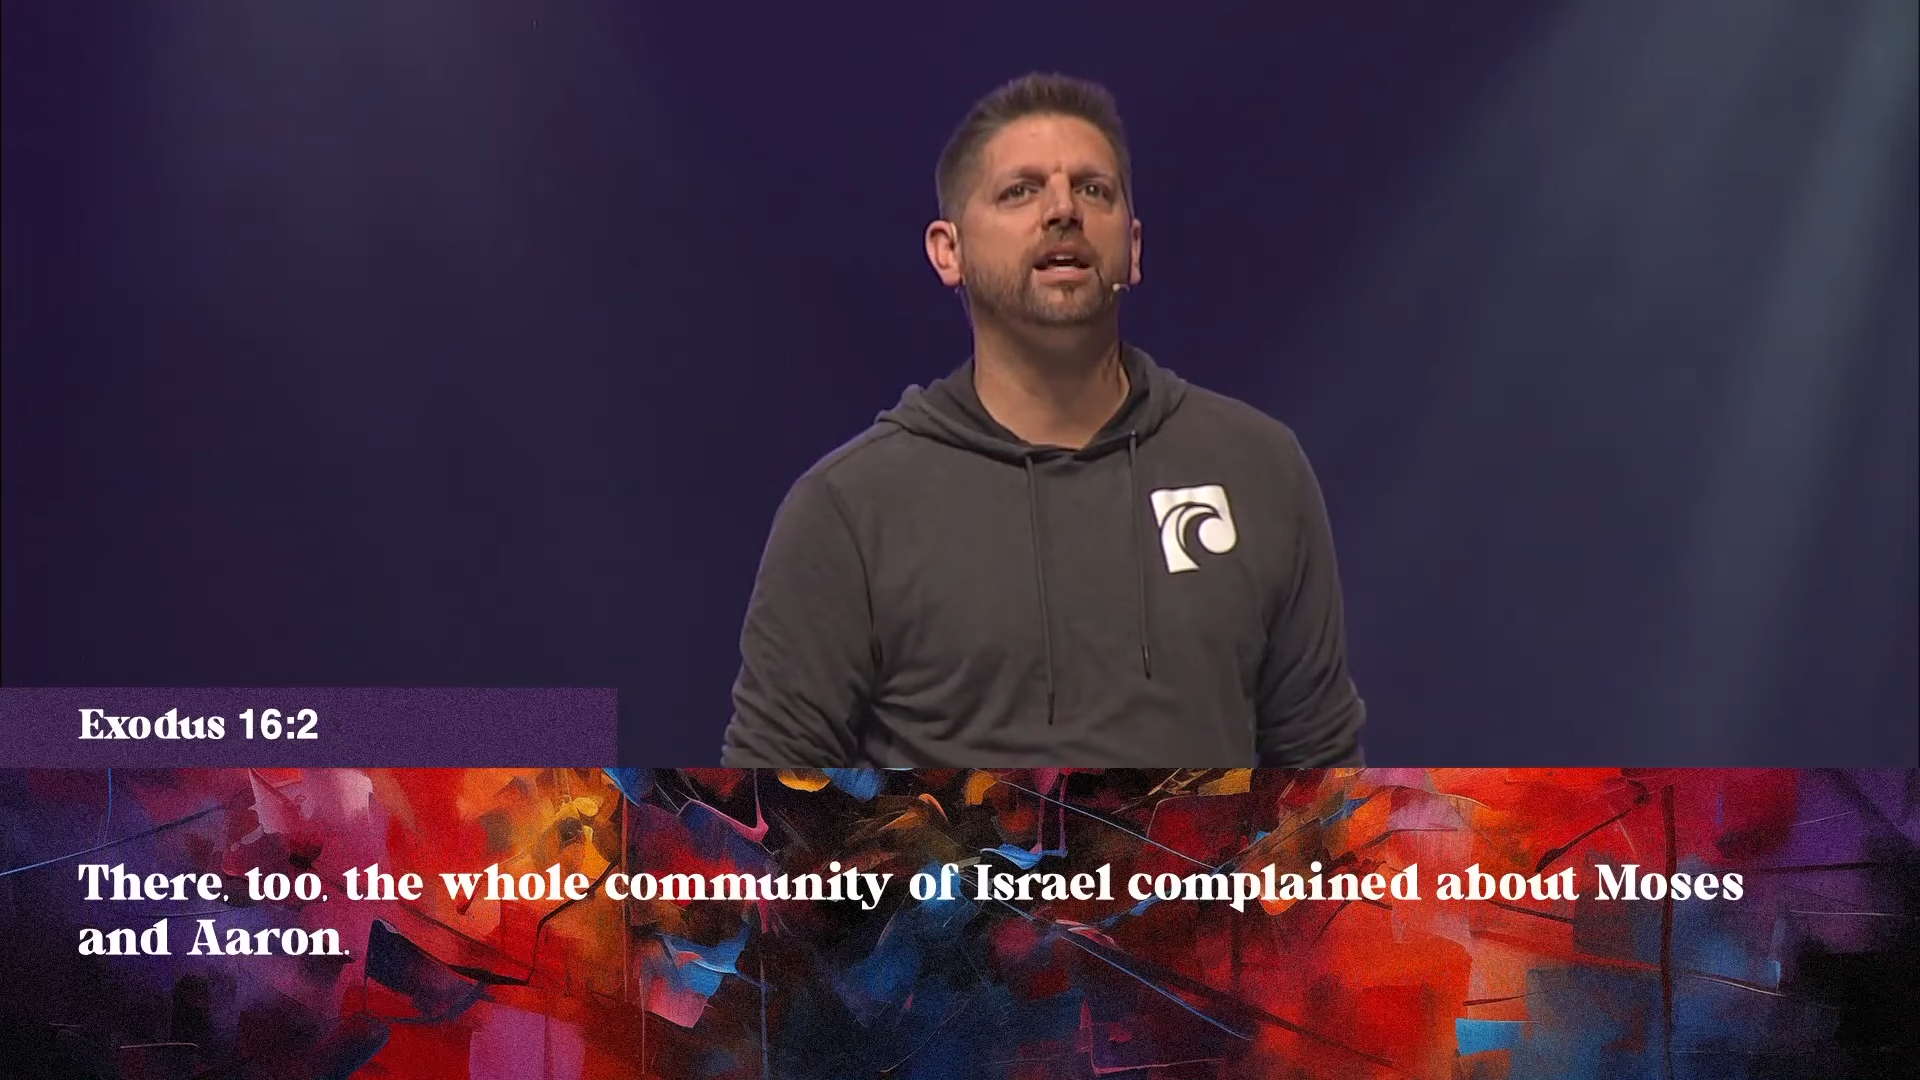 Exodus 16:2
There, too, the whole community of Israel complained about Moses
and Aaron.